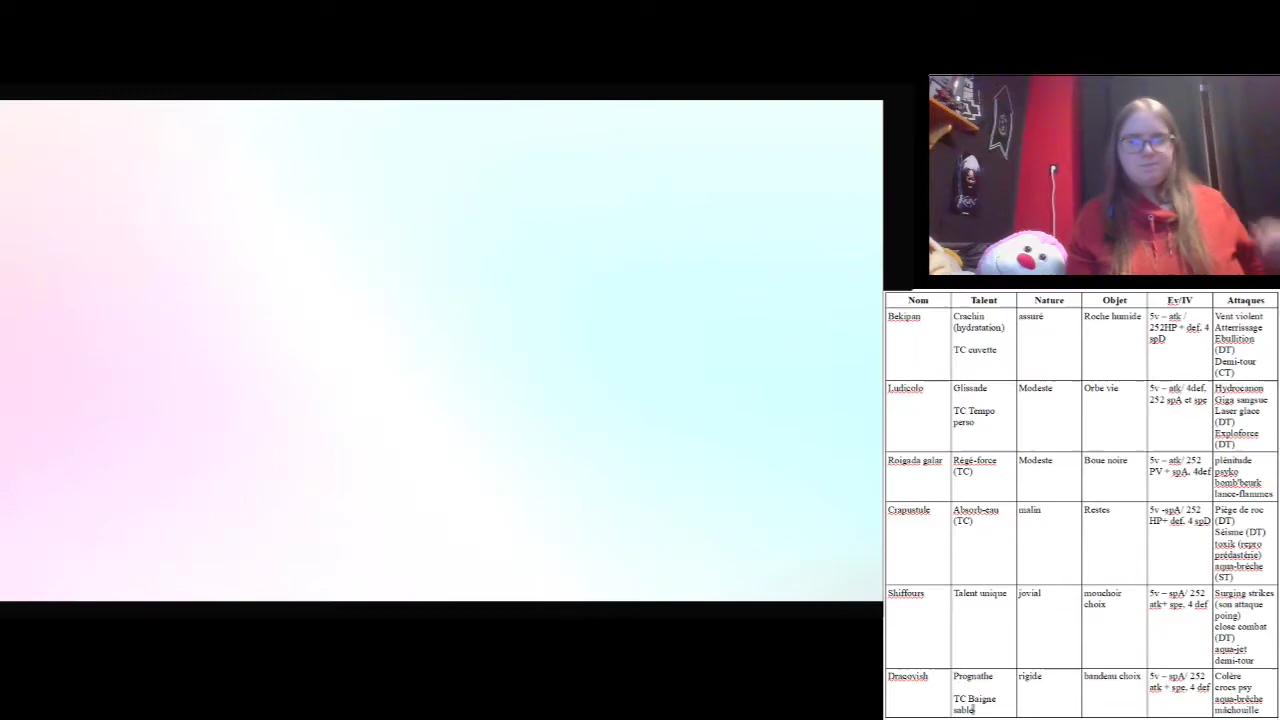 Nom Talent Nature Objet Ev/IV Attaques
Bekipan Crachin assuré Roche humide 5v – atk / Vent violent
(hydratation) 252HP + def, 4 Atterrissage
spD Ebullition
TC cuvette (DT)
Demi-tour
(CT)
Ludicolo Glissade Modeste Orbe vie 5v – atk/ 4def, Hydrocanon
252 spA et spe Giga sangsue
TC Tempo Laser glace
perso (DT)
Exploforce
(DT)
Roigada galar Régé-force Modeste Boue noire 5v – atk/ 252 plénitude
(TC) PV + spA, 4def psyko
bomb'beurk
lance-flammes
Crapustule Absorb-eau malin Restes 5v -spA/ 252 Piège de roc
(TC) HP+ def, 4 spD (DT)
Séisme (DT)
toxik (repro
prédastérie)
aqua-brèche
(ST)
Shiffours Talent unique jovial mouchoir 5v – spA/ 252 Surging strikes
choix atk+ spe, 4 def (son attaque
poing)
close combat
(DT)
aqua-jet
demi-tour
Dracovish Prognathe rigide bandeau choix 5v – spA/ 252 Colère
atk + spe, 4 def crocs psy
TC Baigne aqua-brèche
sable mâchouille